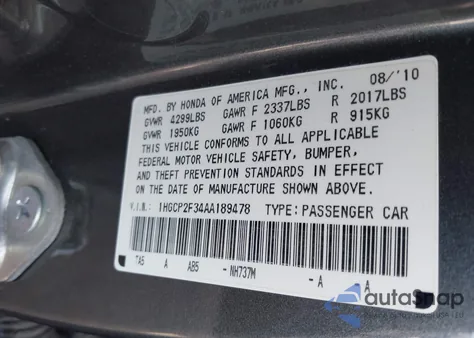 MFD. BY HONDA OF AMERICA MFG., INC. 08/'10
GVWR 4299LBS GAWR F 2337LBS R 2017LBS
GVWR 1950KG GAWR F 1060KG R 915KG
THIS VEHICLE CONFORMS TO ALL APPLICABLE
FEDERAL MOTOR VEHICLE SAFETY, BUMPER,
AND THEFT PREVENTION STANDARDS IN EFFECT
ON THE DATE OF MANUFACTURE SHOWN ABOVE.
V.I.N.: 1HGCP2F34AA189478 TYPE: PASSENGER CAR
TA5 A AB5 - NH737M - A A
autoSnap